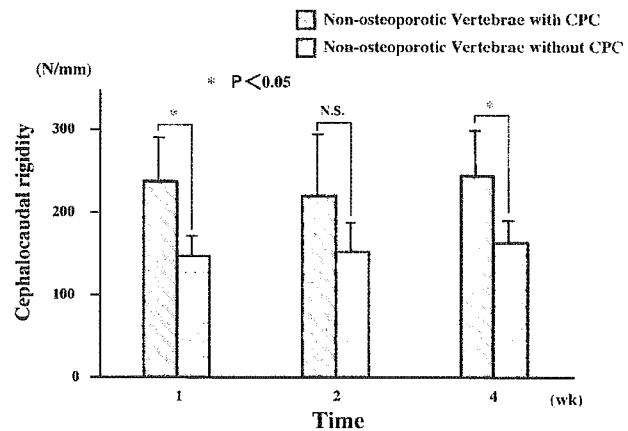 Non-osteoporotic Vertebrae with CPC
Non-osteoporotic Vertebrae without CPC
(N/mm)
* P<0.05
Cephalocaudal rigidity
300
200
100
0
*
N.S.
*
1
2
4
(wk)
Time